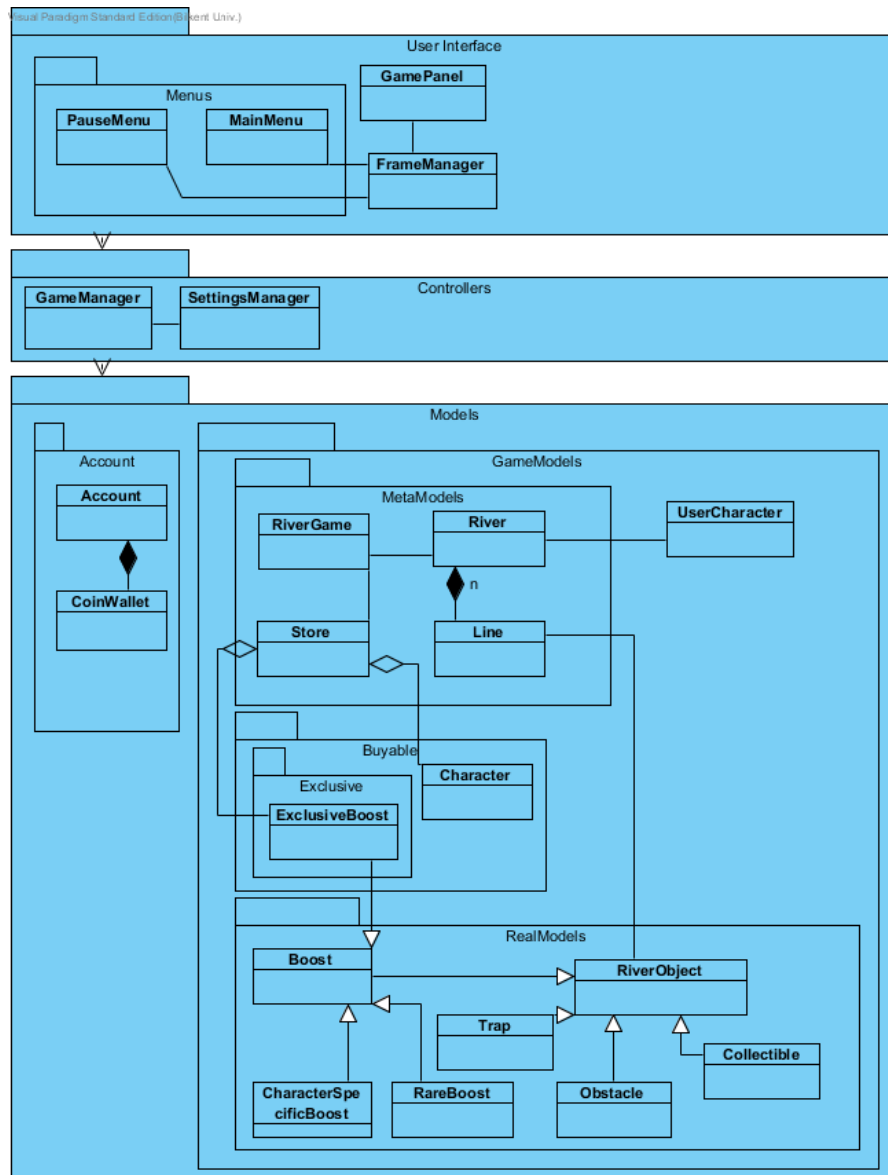 Visual Paradigm Standard Edition(Bilkent Univ.)
User Interface
GamePanel
Menus
PauseMenu
MainMenu
FrameManager
Controllers
GameManager
SettingsManager
Models
Account
GameModels
MetaModels
Account
RiverGame
River
UserCharacter
n
CoinWallet
Store
Line
Buyable
Exclusive
Character
ExclusiveBoost
RealModels
Boost
RiverObject
Trap
Collectible
CharacterSpe
cificBoost
RareBoost
Obstacle